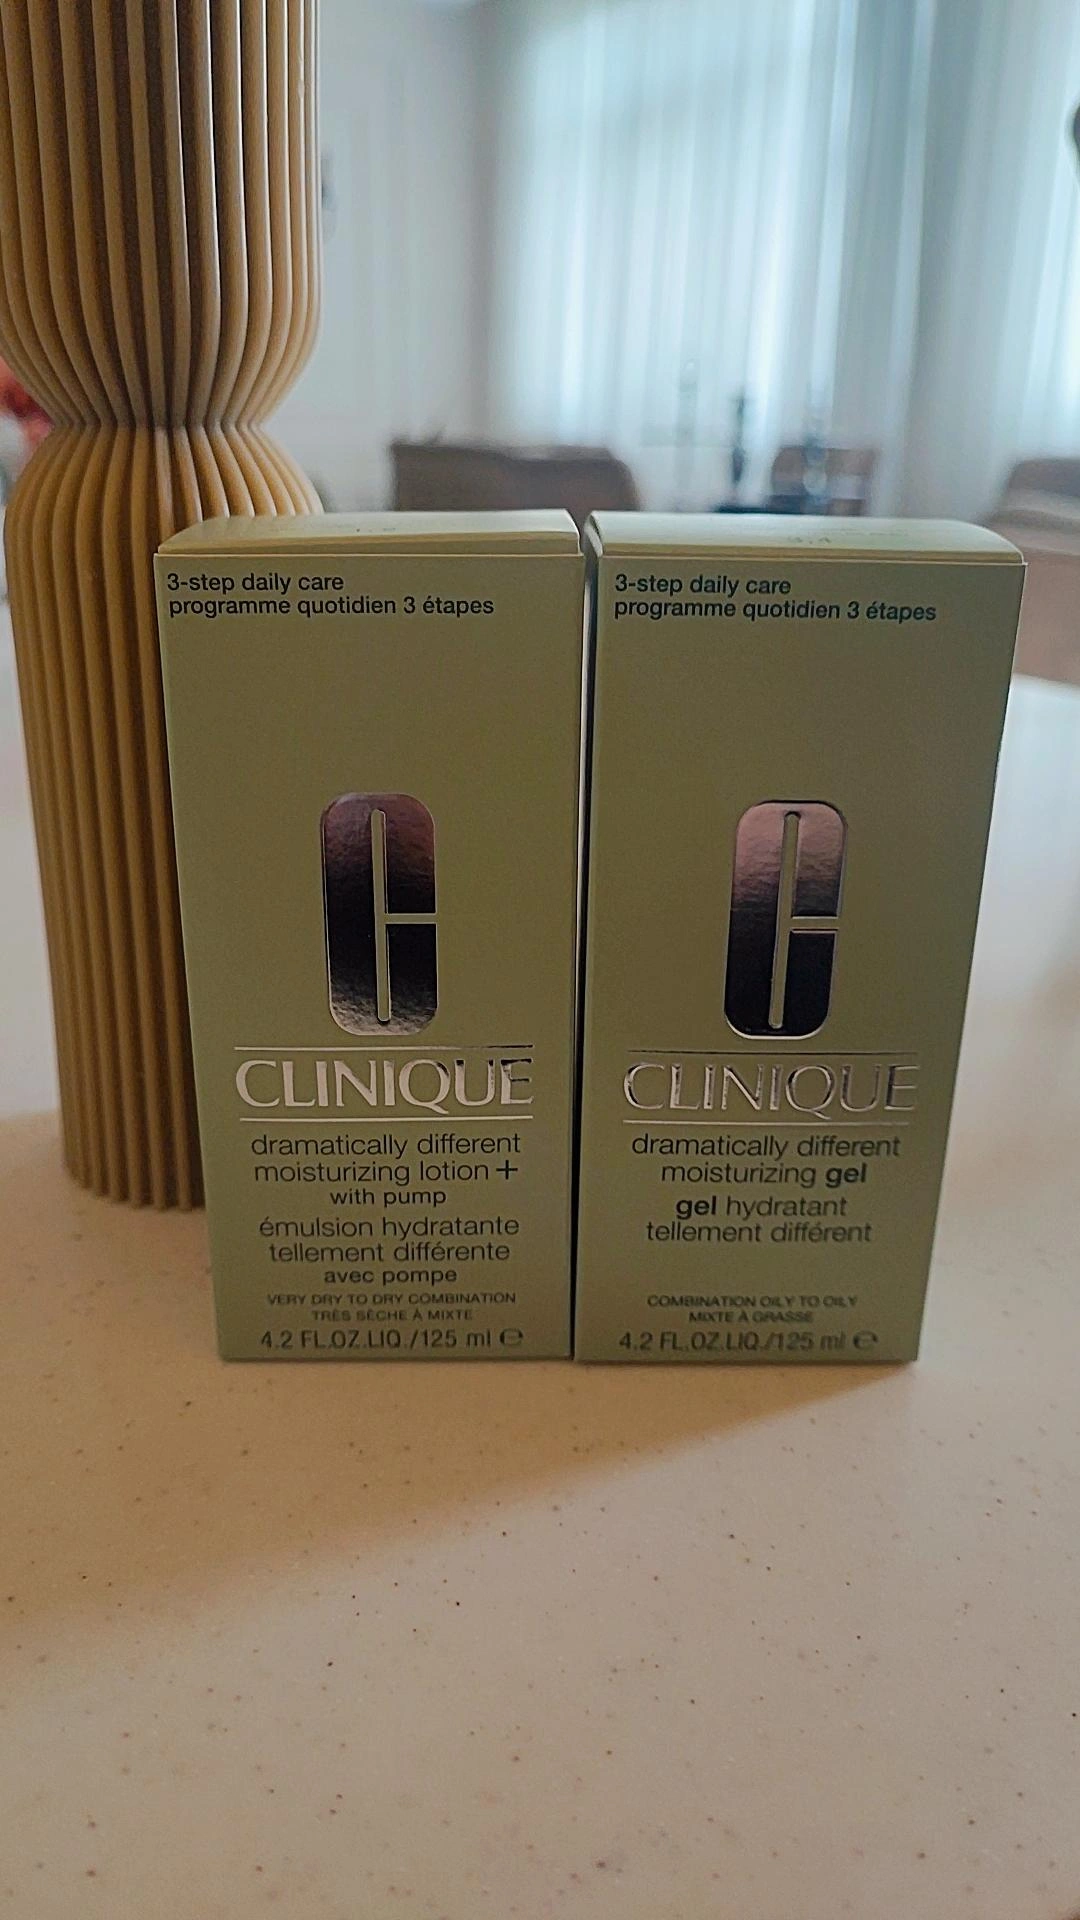 3-step daily care
programme quotidien 3 étapes
C
CLINIQUE
dramatically different
moisturizing lotion +
with pump
émulsion hydratante
tellement différente
avec pompe
VERY DRY TO DRY COMBINATION
TRÈS SÈCHE À MIXTE
4.2 FL.OZ.LIQ./125 ml ℮
3-step daily care
programme quotidien 3 étapes
C
CLINIQUE
dramatically different
moisturizing gel
gel hydratant
tellement différent
COMBINATION OILY TO OILY
MIXTE À GRASSE
4.2 FL.OZ.LIQ./125 ml ℮